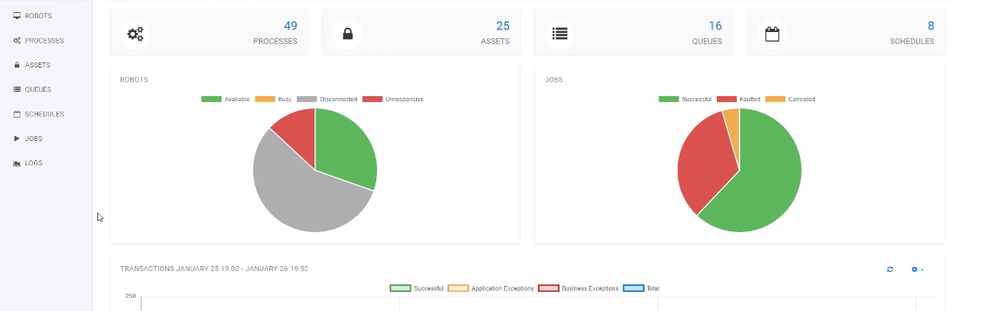 ROBOTS
PROCESSES
ASSETS
QUEUES
SCHEDULES
JOBS
LOGS
49
PROCESSES
25
ASSETS
16
QUEUES
8
SCHEDULES
ROBOTS
Available Busy Disconnected Unresponsive
JOBS
Successful Faulted Canceled
TRANSACTIONS JANUARY 25 19:00 - JANUARY 26 19:50
Successful Application Exceptions Business Exceptions Total
250